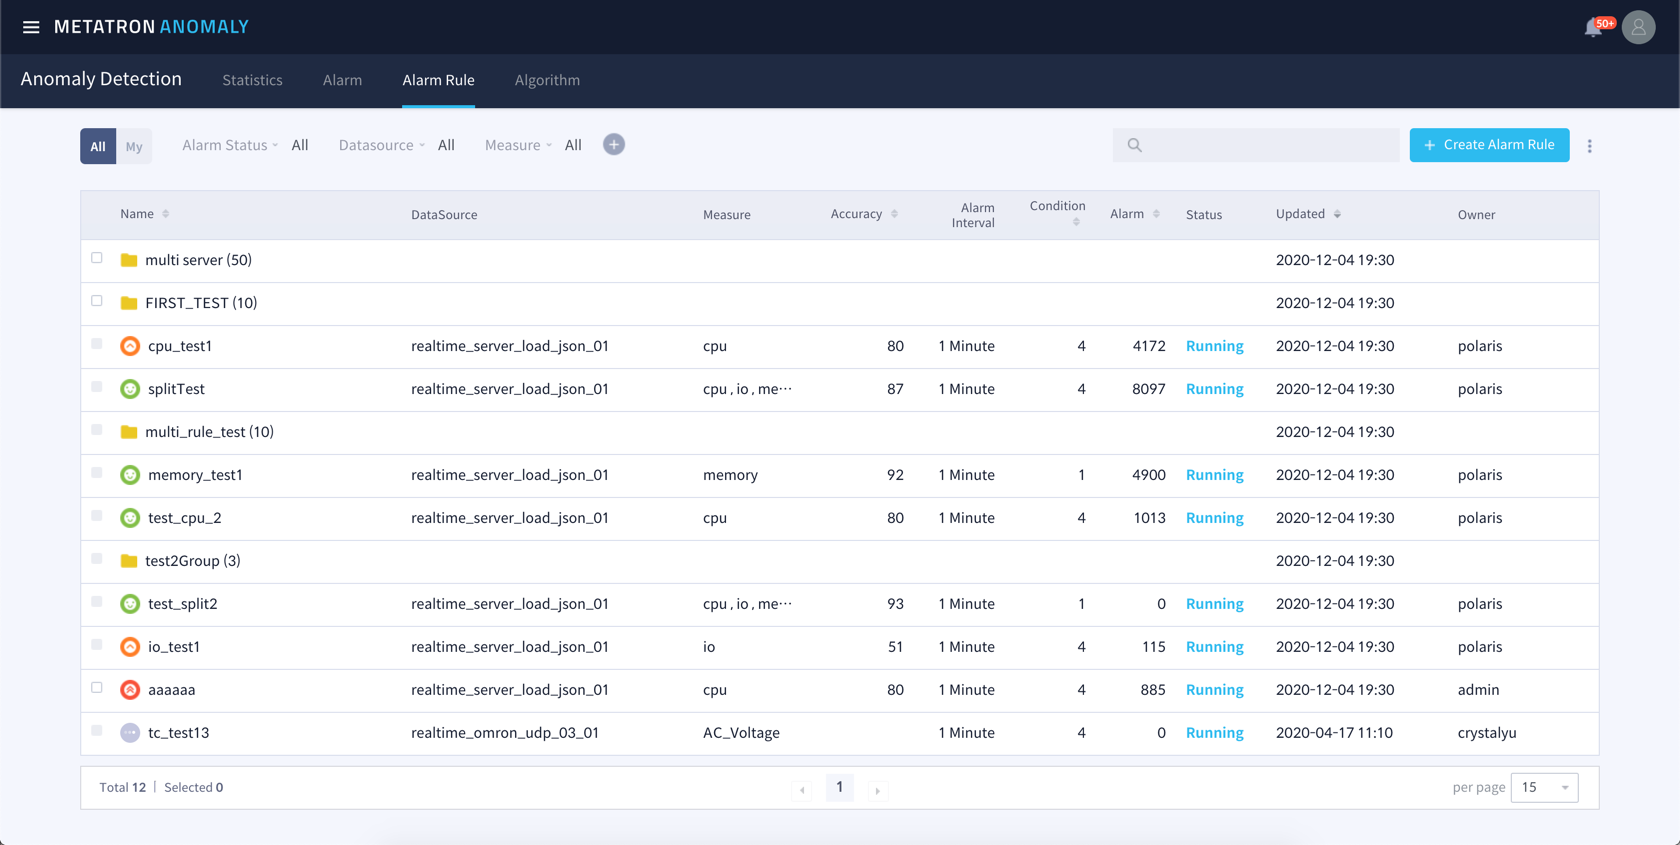 METATRON ANOMALY
50+
Anomaly Detection Statistics Alarm Alarm Rule Algorithm
All My Alarm Status All Datasource All Measure All + + Create Alarm Rule
Name DataSource Measure Accuracy Alarm Interval Condition Alarm Status Updated Owner
multi server (50) 2020-12-04 19:30
FIRST_TEST (10) 2020-12-04 19:30
cpu_test1 realtime_server_load_json_01 cpu 80 1 Minute 4 4172 Running 2020-12-04 19:30 polaris
splitTest realtime_server_load_json_01 cpu , io , me··· 87 1 Minute 4 8097 Running 2020-12-04 19:30 polaris
multi_rule_test (10) 2020-12-04 19:30
memory_test1 realtime_server_load_json_01 memory 92 1 Minute 1 4900 Running 2020-12-04 19:30 polaris
test_cpu_2 realtime_server_load_json_01 cpu 80 1 Minute 4 1013 Running 2020-12-04 19:30 polaris
test2Group (3) 2020-12-04 19:30
test_split2 realtime_server_load_json_01 cpu , io , me··· 93 1 Minute 1 0 Running 2020-12-04 19:30 polaris
io_test1 realtime_server_load_json_01 io 51 1 Minute 4 115 Running 2020-12-04 19:30 polaris
aaaaaa realtime_server_load_json_01 cpu 80 1 Minute 4 885 Running 2020-12-04 19:30 admin
tc_test13 realtime_omron_udp_03_01 AC_Voltage 1 Minute 4 0 Running 2020-04-17 11:10 crystalyu
Total 12 | Selected 0 1 per page 15